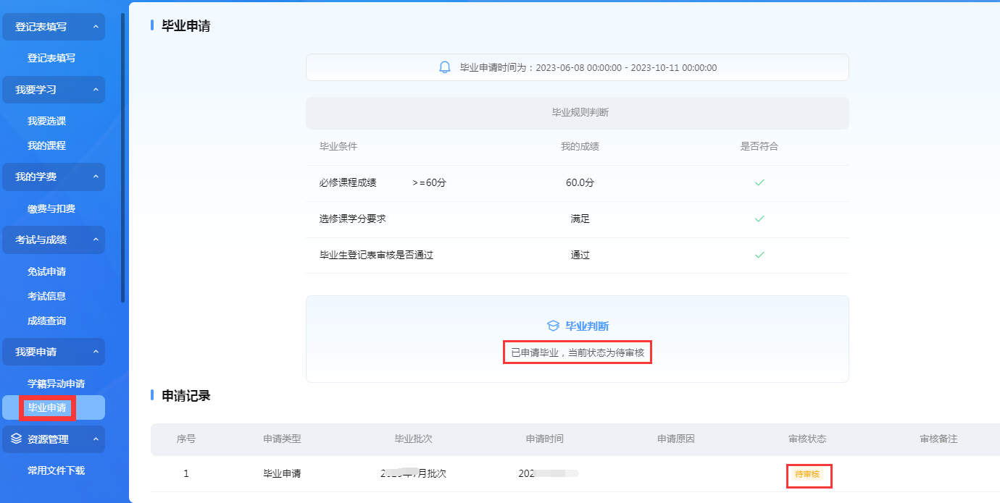 登记表填写
登记表填写
我要学习
我要选课
我的课程
我的学费
缴费与扣费
考试与成绩
免试申请
考试信息
成绩查询
我要申请
学籍异动申请
毕业申请
资源管理
常用文件下载
毕业申请
毕业申请时间为：2023-06-08 00:00:00 - 2023-10-11 00:00:00
毕业规则判断
毕业条件 我的成绩 是否符合
必修课程成绩 >=60分 60.0分
选修课学分要求 满足
毕业生登记表审核是否通过 通过
毕业判断
已申请毕业，当前状态为待审核
申请记录
序号 申请类型 毕业批次 申请时间 申请原因 审核状态 审核备注
1 毕业申请 月批次 202 待审核